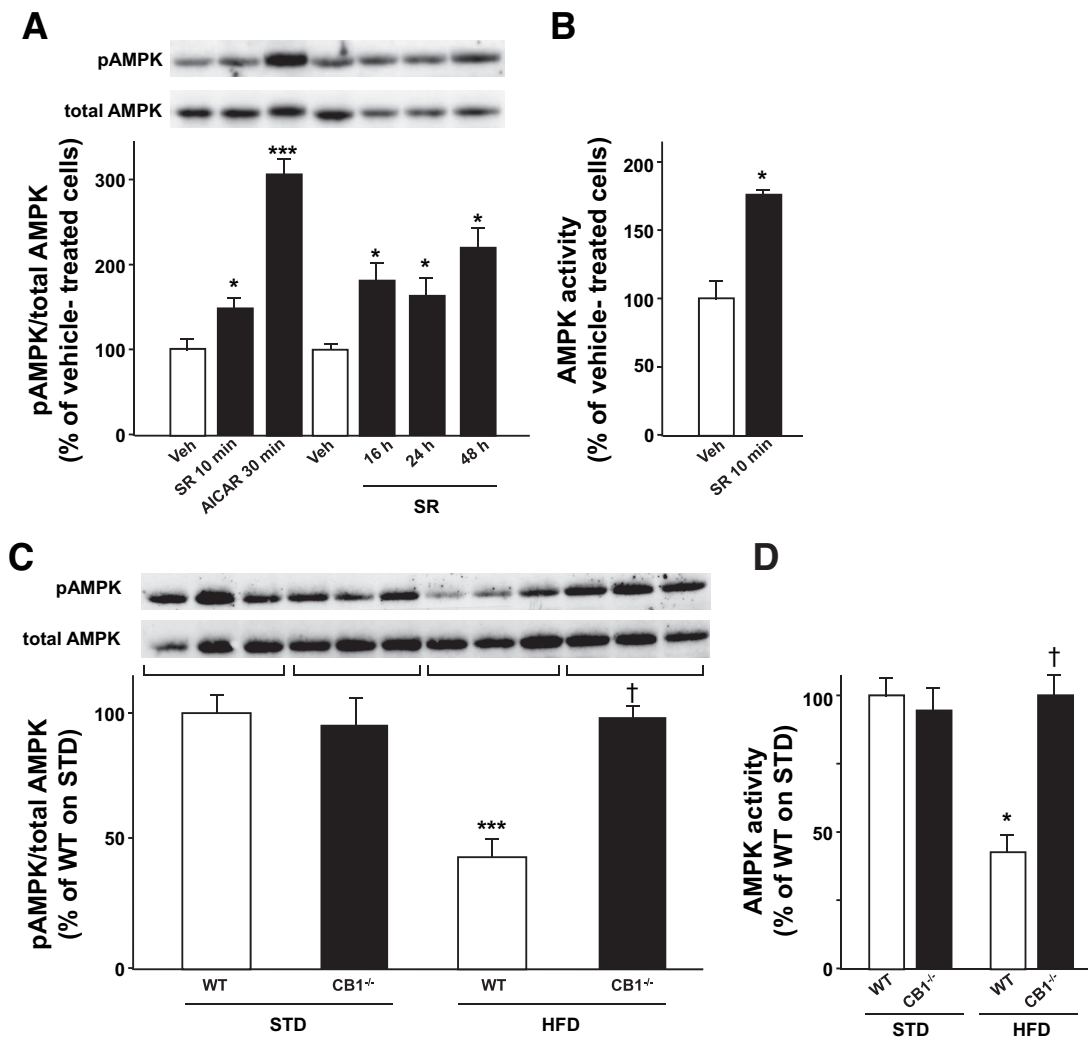 A
pAMPK
total AMPK
pAMPK/total AMPK
(% of vehicle- treated cells)
300
200
100
0
***
*
*
*
*
Veh
SR 10 min
AICAR 30 min
Veh
16 h
24 h
48 h
SR
B
AMPK activity
(% of vehicle- treated cells)
200
150
100
50
0
*
Veh
SR 10 min
C
pAMPK
total AMPK
pAMPK/total AMPK
(% of WT on STD)
100
50
0
***
†
WT
CB1-/-
WT
CB1-/-
STD
HFD
D
AMPK activity
(% of WT on STD)
100
50
0
*
†
WT
CB1-/-
WT
CB1-/-
STD
HFD